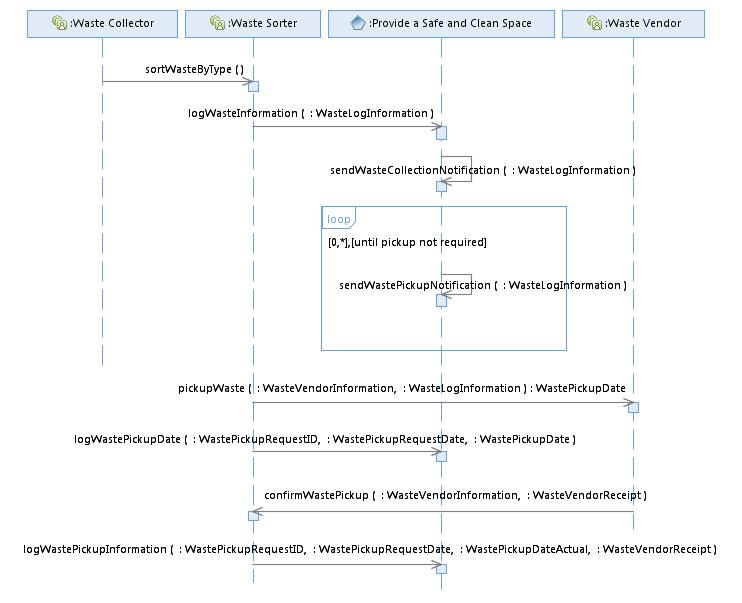 :Waste Collector
:Waste Sorter
:Provide a Safe and Clean Space
:Waste Vendor
sortWasteByType ( )
logWasteInformation ( : WasteLogInformation )
sendWasteCollectionNotification ( : WasteLogInformation )
loop
[0,*],[until pickup not required]
sendWastePickupNotification ( : WasteLogInformation )
pickupWaste ( : WasteVendorInformation, : WasteLogInformation ) : WastePickupDate
logWastePickupDate ( : WastePickupRequestID, : WastePickupRequestDate, : WastePickupDate )
confirmWastePickup ( : WasteVendorInformation, : WasteVendorReceipt )
logWastePickupInformation ( : WastePickupRequestID, : WastePickupRequestDate, : WastePickupDateActual, : WasteVendorReceipt )